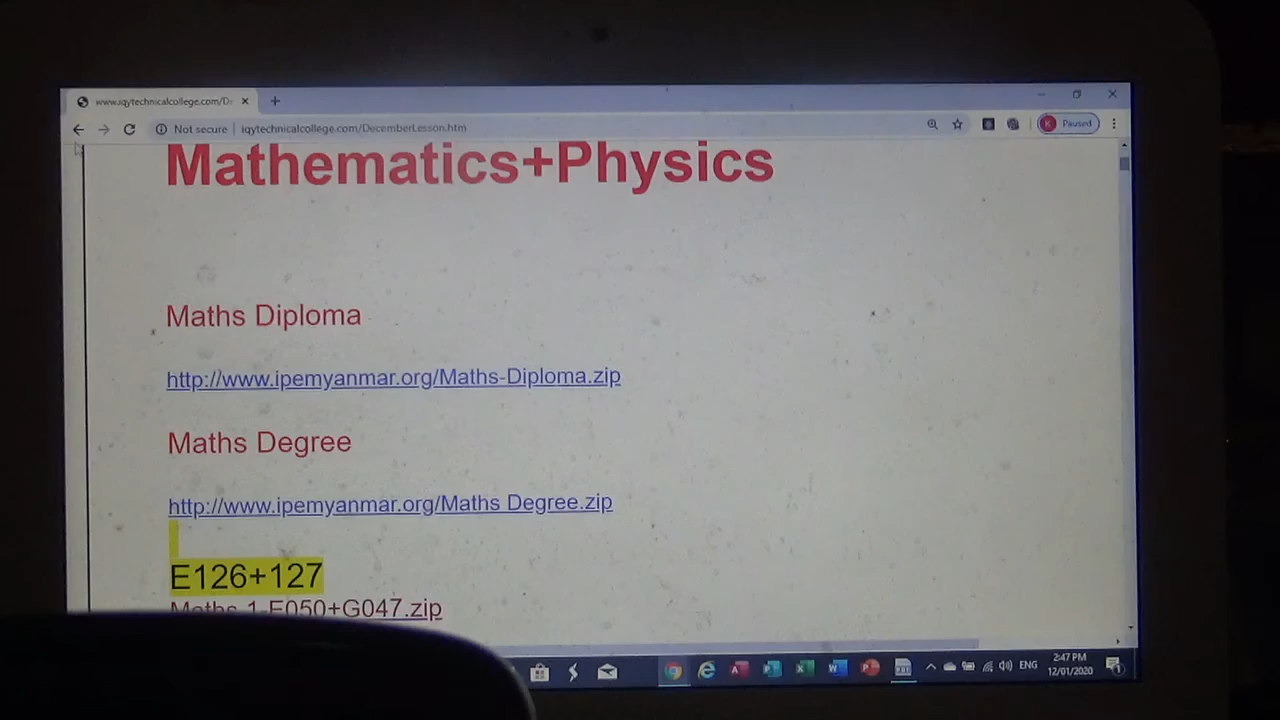 www.iqytechnicalcollege.com/De
Not secure
iqytechnicalcollege.com/DecemberLesson.htm
K
Paused
Mathematics+Physics
Maths Diploma
http://www.ipemyanmar.org/Maths-Diploma.zip
Maths Degree
http://www.ipemyanmar.org/Maths Degree.zip
E126+127
Maths 1-E050+G047.zip
ENG
2:47 PM
12/01/2020